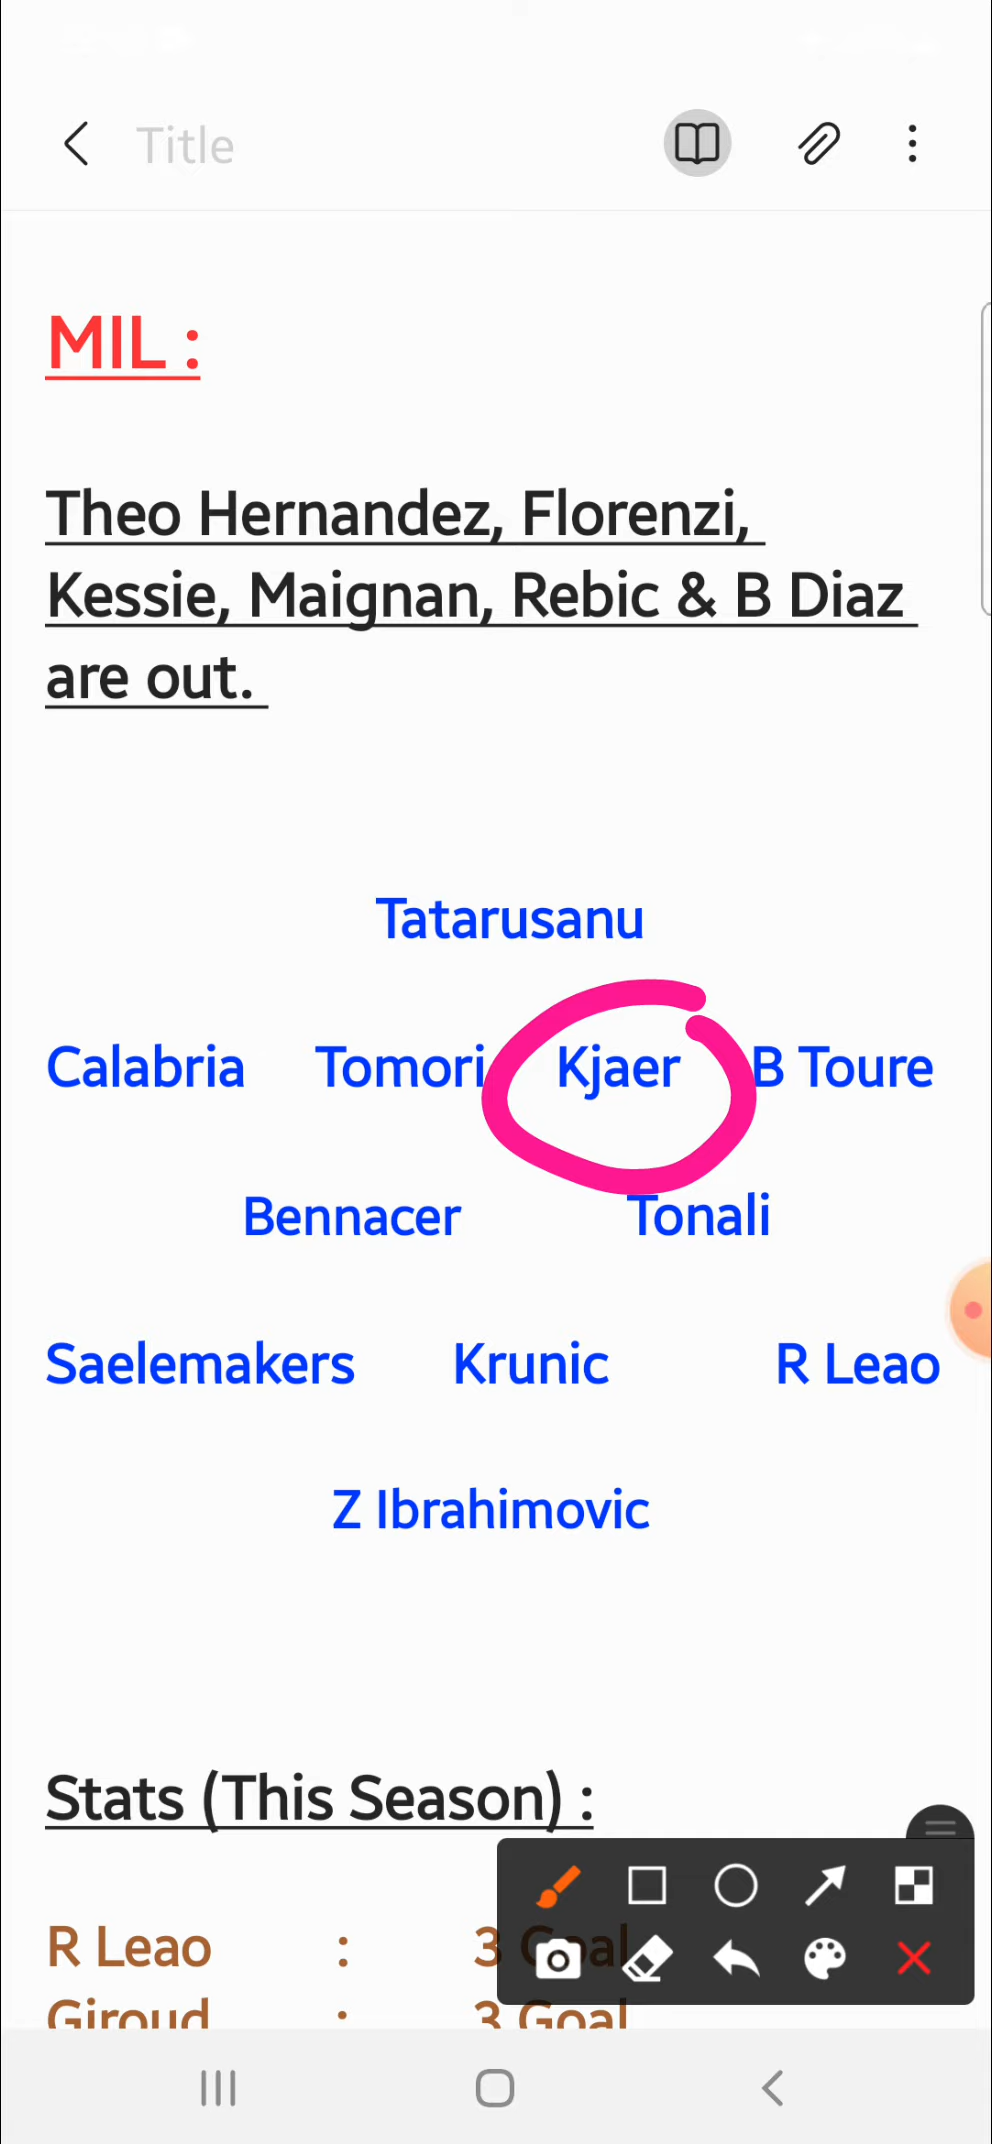 Title
MIL :
Theo Hernandez, Florenzi,
Kessie, Maignan, Rebic & B Diaz
are out.
Tatarusanu
Calabria Tomori Kjaer B Toure
Bennacer Tonali
Saelemakers Krunic R Leao
Z Ibrahimovic
Stats (This Season) :
R Leao : 3 Goal
Giroud : 3 Goal